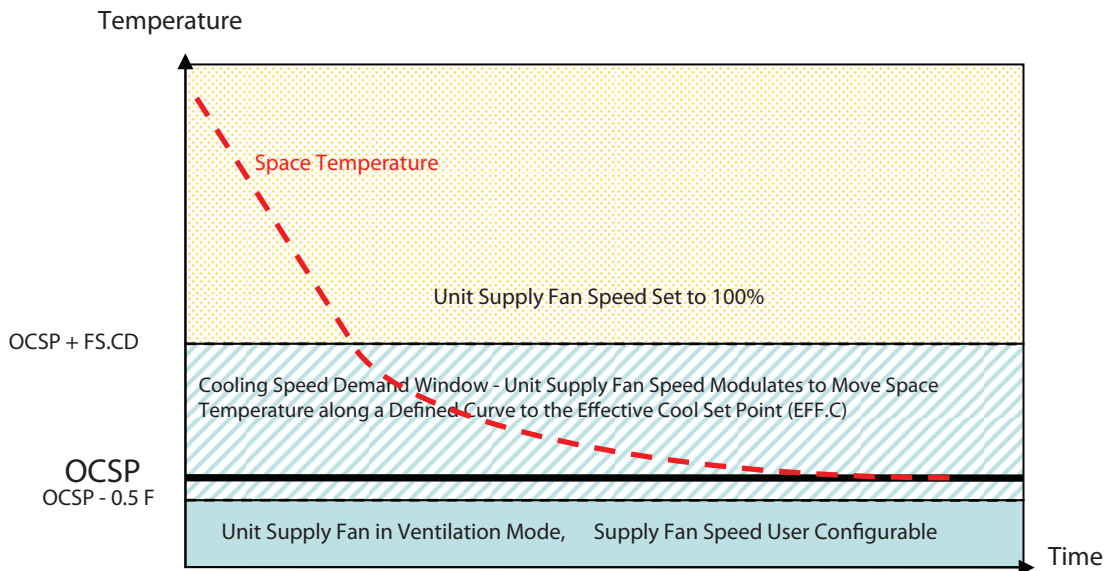 Temperature
Space Temperature
Unit Supply Fan Speed Set to 100%
OCSP + FS.CD
Cooling Speed Demand Window - Unit Supply Fan Speed Modulates to Move Space
Temperature along a Defined Curve to the Effective Cool Set Point (EFF.C)
OCSP
OCSP - 0.5 F
Unit Supply Fan in Ventilation Mode, Supply Fan Speed User Configurable
Time